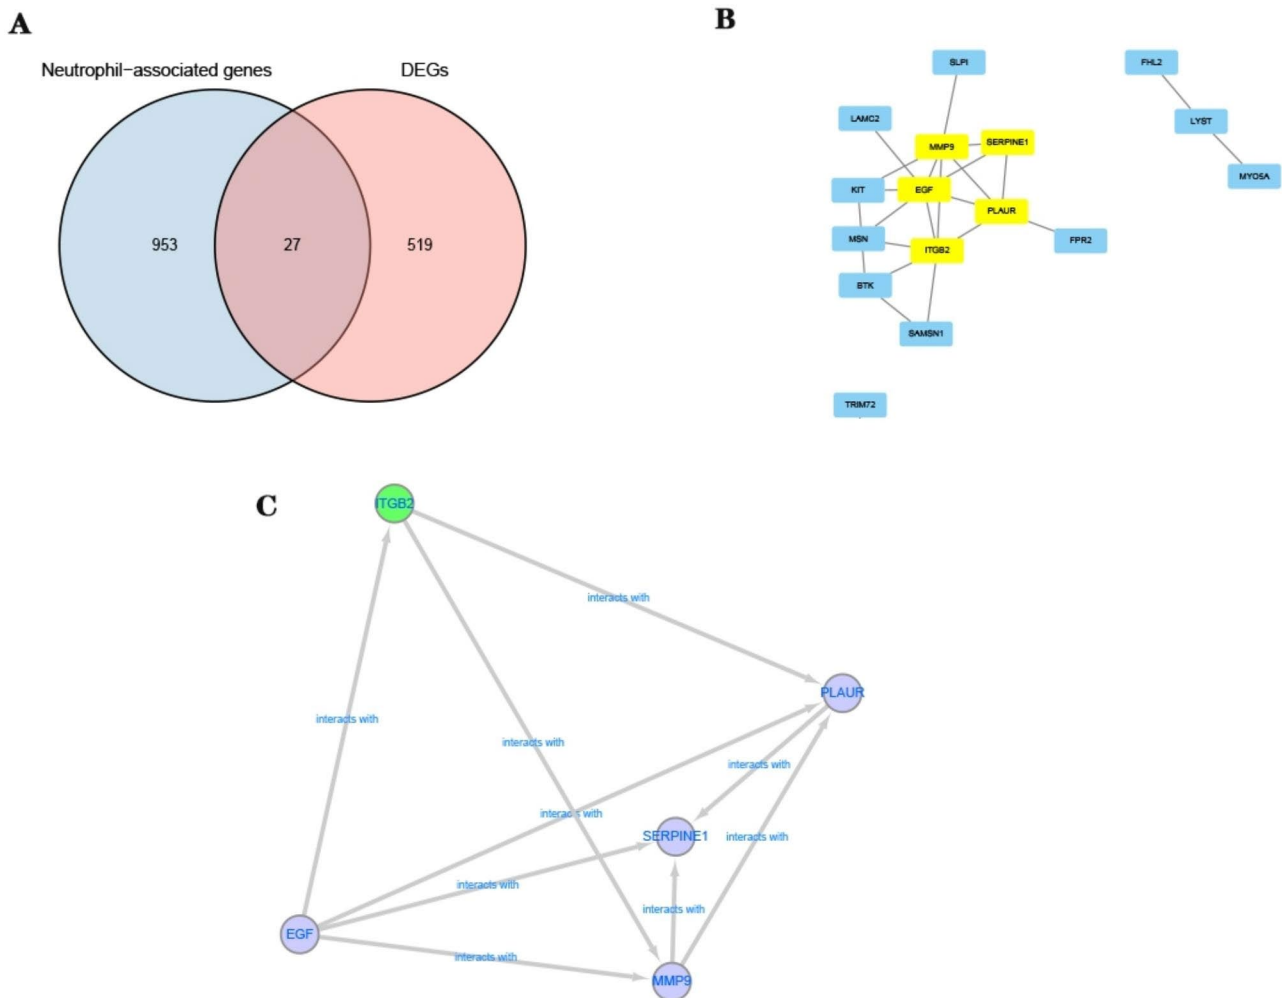 A
B
Neutrophil-associated genes
DEGs
953
27
519
SLPI
FHL2
LAMC2
LYST
MMP9
SERPINE1
MYO5A
KIT
EGF
PLAUR
MSN
FPR2
ITGB2
BTK
SAMSN1
TRIM72
C
ITGB2
interacts with
PLAUR
interacts with
interacts with
interacts with
interacts with
SERPINE1
interacts with
interacts with
interacts with
EGF
interacts with
MMP9